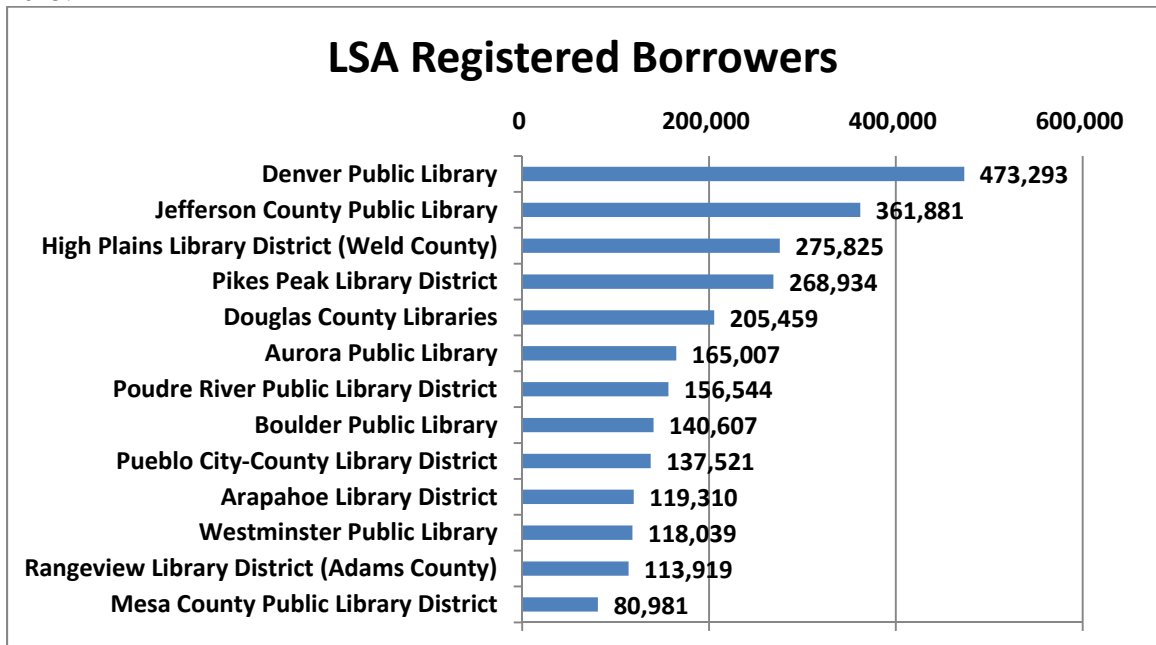 LSA Registered Borrowers
0 200,000 400,000 600,000
Denver Public Library 473,293
Jefferson County Public Library 361,881
High Plains Library District (Weld County) 275,825
Pikes Peak Library District 268,934
Douglas County Libraries 205,459
Aurora Public Library 165,007
Poudre River Public Library District 156,544
Boulder Public Library 140,607
Pueblo City-County Library District 137,521
Arapahoe Library District 119,310
Westminster Public Library 118,039
Rangeview Library District (Adams County) 113,919
Mesa County Public Library District 80,981